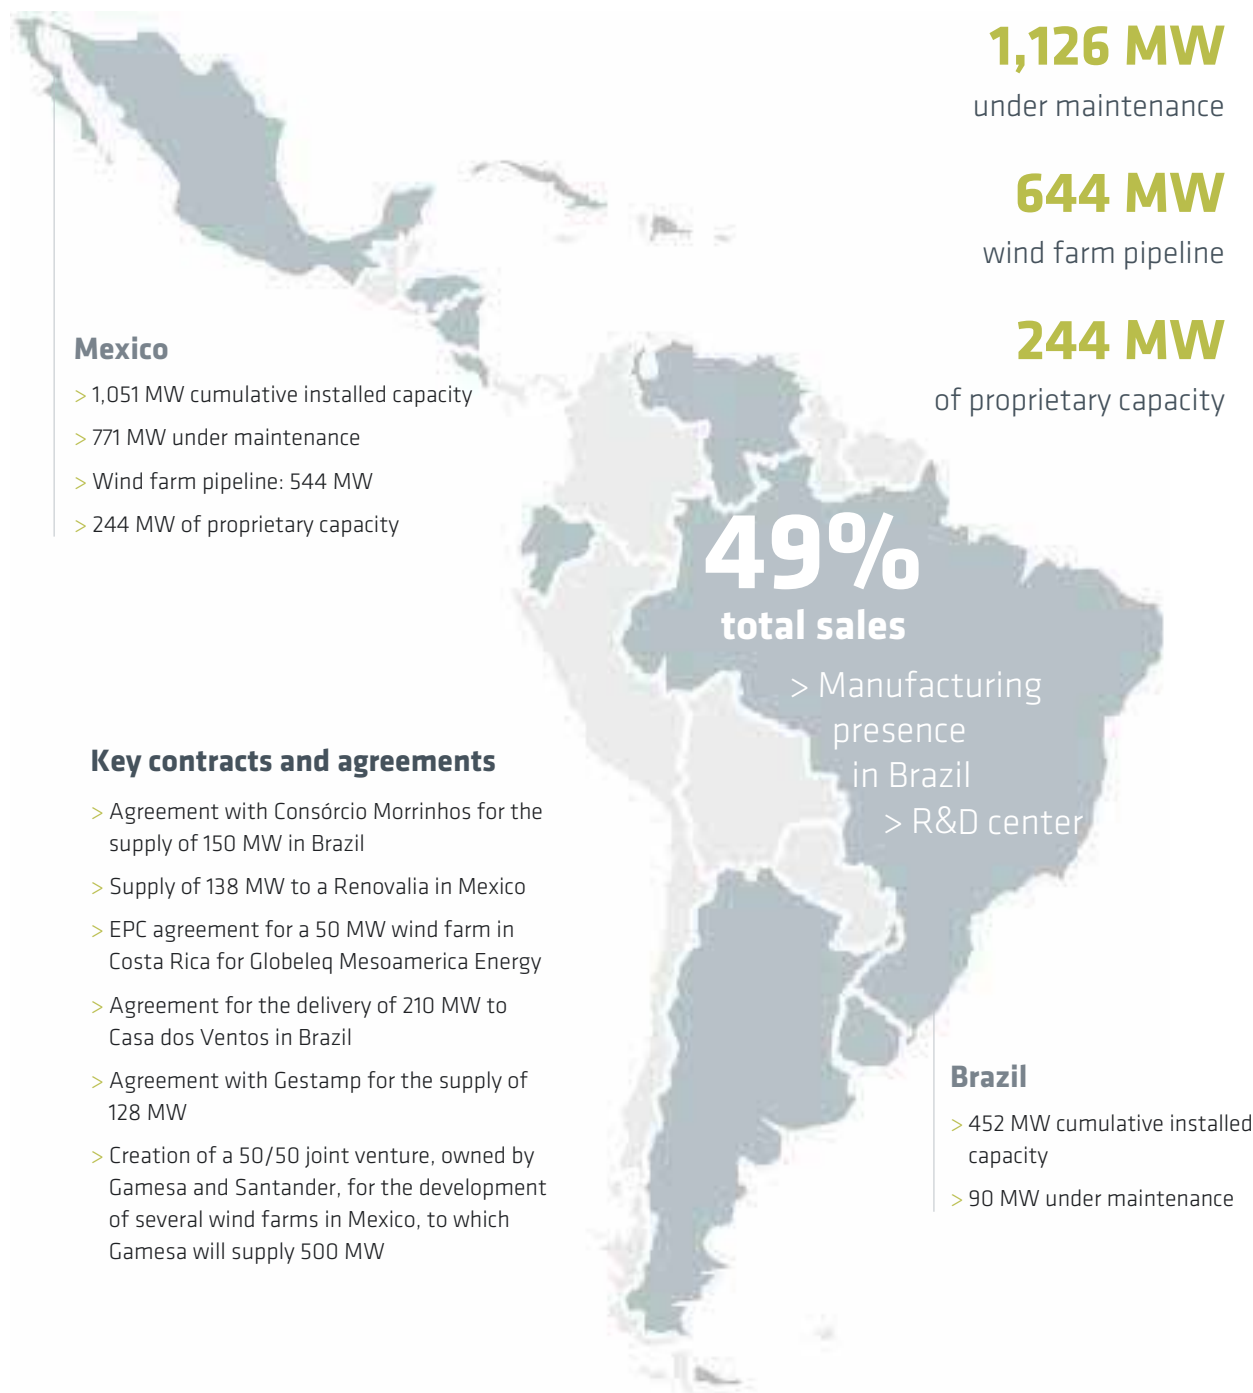 1,126 MW
under maintenance
644 MW
wind farm pipeline
244 MW
of proprietary capacity
Mexico
> 1,051 MW cumulative installed capacity
> 771 MW under maintenance
> Wind farm pipeline: 544 MW
> 244 MW of proprietary capacity
49%
total sales
> Manufacturing
presence
in Brazil
> R&D center
Key contracts and agreements
> Agreement with Consórcio Morrinhos for the
supply of 150 MW in Brazil
> Supply of 138 MW to a Renovalia in Mexico
> EPC agreement for a 50 MW wind farm in
Costa Rica for Globeleq Mesoamerica Energy
> Agreement for the delivery of 210 MW to
Casa dos Ventos in Brazil
> Agreement with Gestamp for the supply of
128 MW
> Creation of a 50/50 joint venture, owned by
Gamesa and Santander, for the development
of several wind farms in Mexico, to which
Gamesa will supply 500 MW
Brazil
> 452 MW cumulative installed
capacity
> 90 MW under maintenance